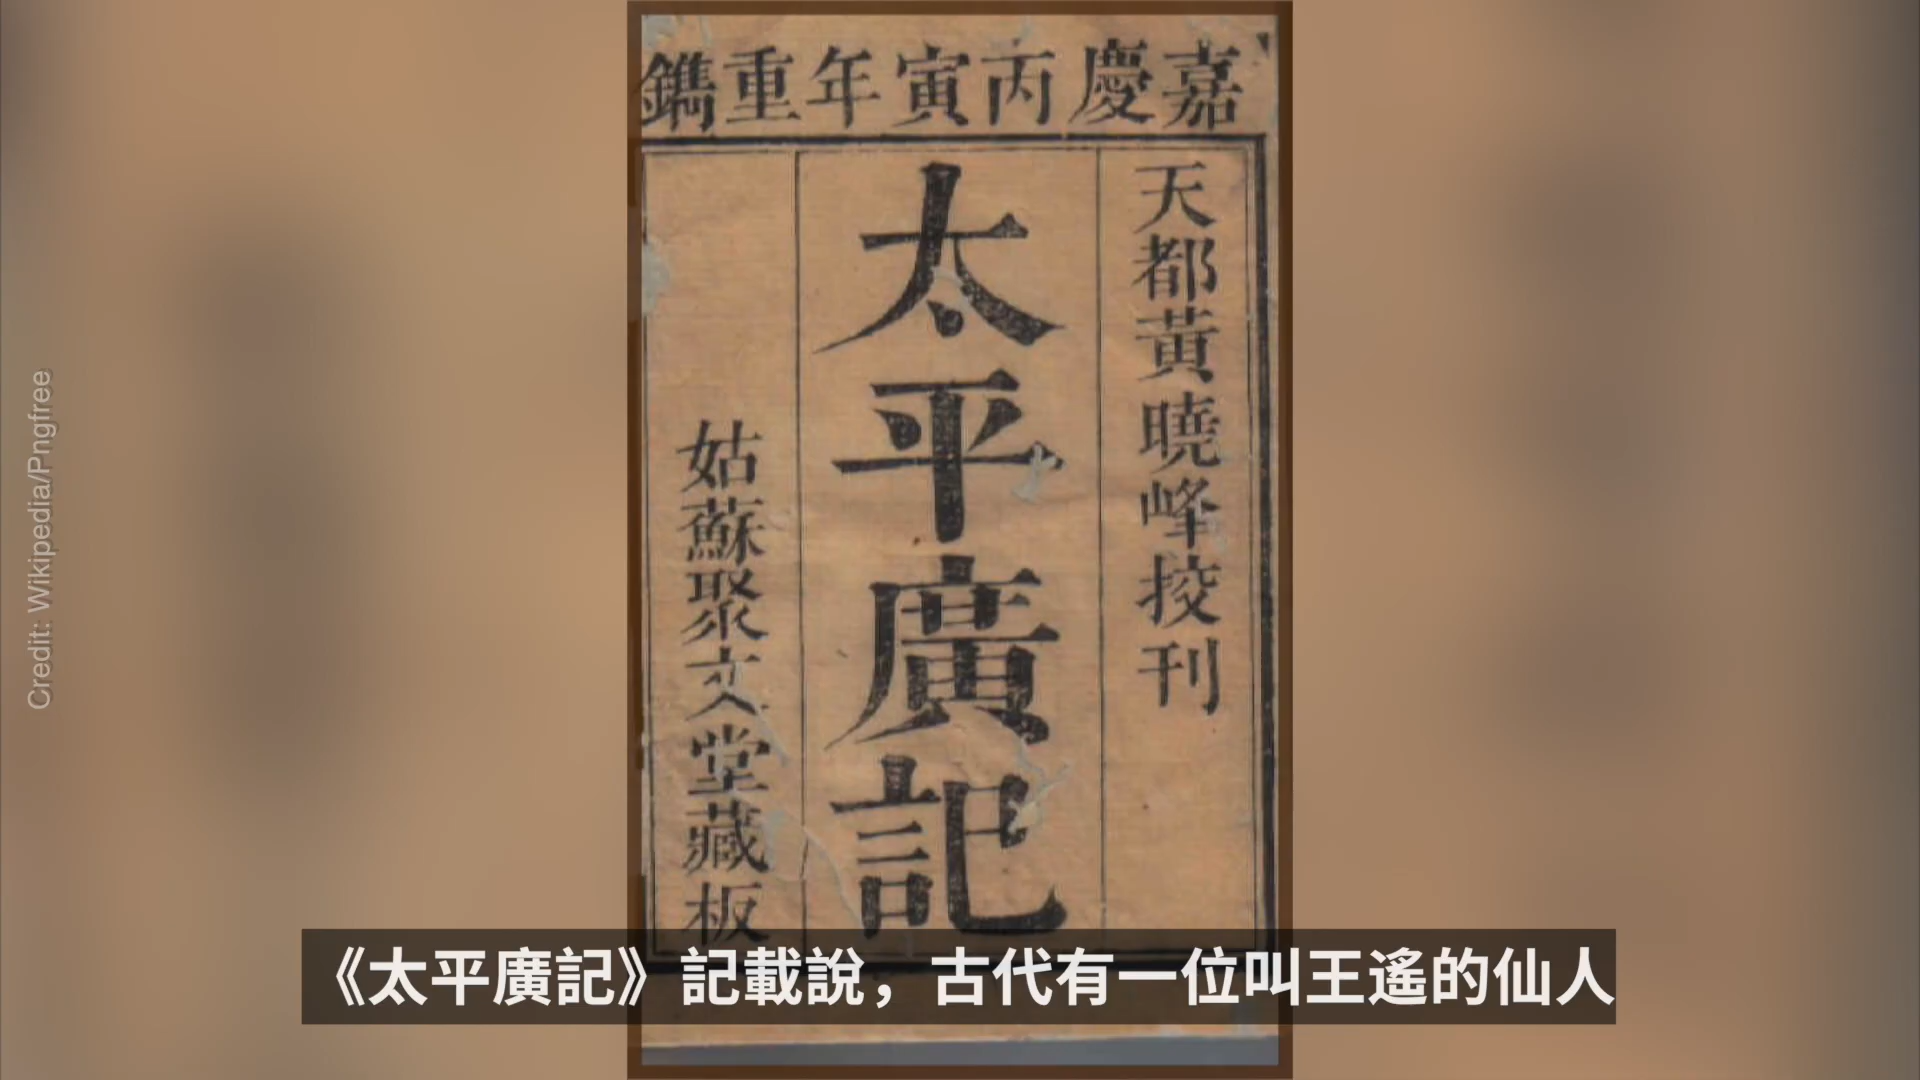 嘉慶丙寅年重鐫
天都黃曉峰挍刊
太平廣記
姑蘇聚文堂藏板
《太平廣記》記載說，古代有一位叫王遙的仙人
Credit: Wikipedia/Pngfree